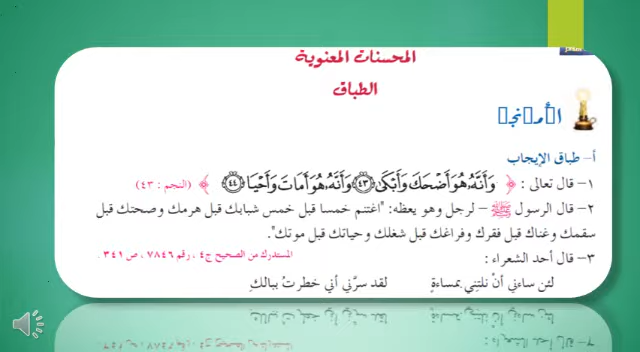 المحسنات المعنوية
الطباق
أ- طباق الإيجاب
١- قال تعالى : ﴿ وَأَنَّهُ هُوَ أَضْحَكَ وَأَبْكَىٰ ٤٣ وَأَنَّهُ هُوَ أَمَاتَ وَأَحْيَا ٤٤ ﴾ (النجم : ٤٣)
٢- قال الرسول ﷺ – لرجل وهو يعظه: "اغتنم خمسا قبل خمس شبابك قبل هرمك وصحتك قبل
سقمك وغناك قبل فقرك وفراغك قبل شغلك وحياتك قبل موتك".
المستدرك من الصحيح ج٤ ، رقم ٧٨٤٦ ، ص ٣٤١ .
٣- قال أحد الشعراء :
لئن ساءني أنْ نلتِنِي بمساءةٍ لقد سرَّني أني خطرتُ ببالكِ